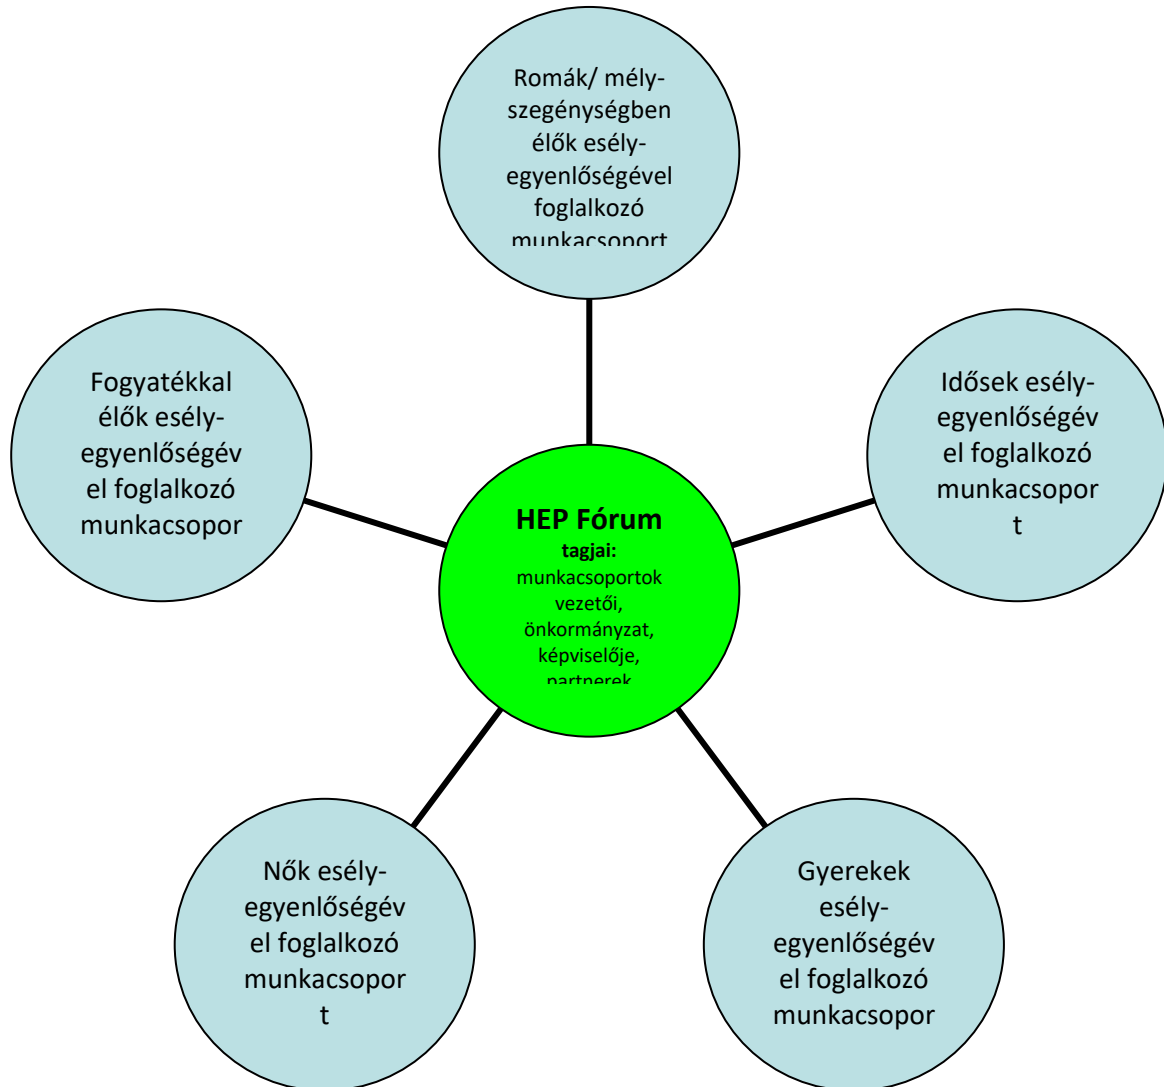 Romák/ mély-
szegénységben
élők esély-
egyenlőségével
foglalkozó
munkacsoport
Fogyatékkal
élők esély-
egyenlőségév
el foglalkozó
munkacsopor
Idősek esély-
egyenlőségév
el foglalkozó
munkacsopor
t
HEP Fórum
tagjai:
munkacsoportok
vezetői,
önkormányzat,
képviselője,
partnerek
Nők esély-
egyenlőségév
el foglalkozó
munkacsopor
t
Gyerekek
esély-
egyenlőségév
el foglalkozó
munkacsopor